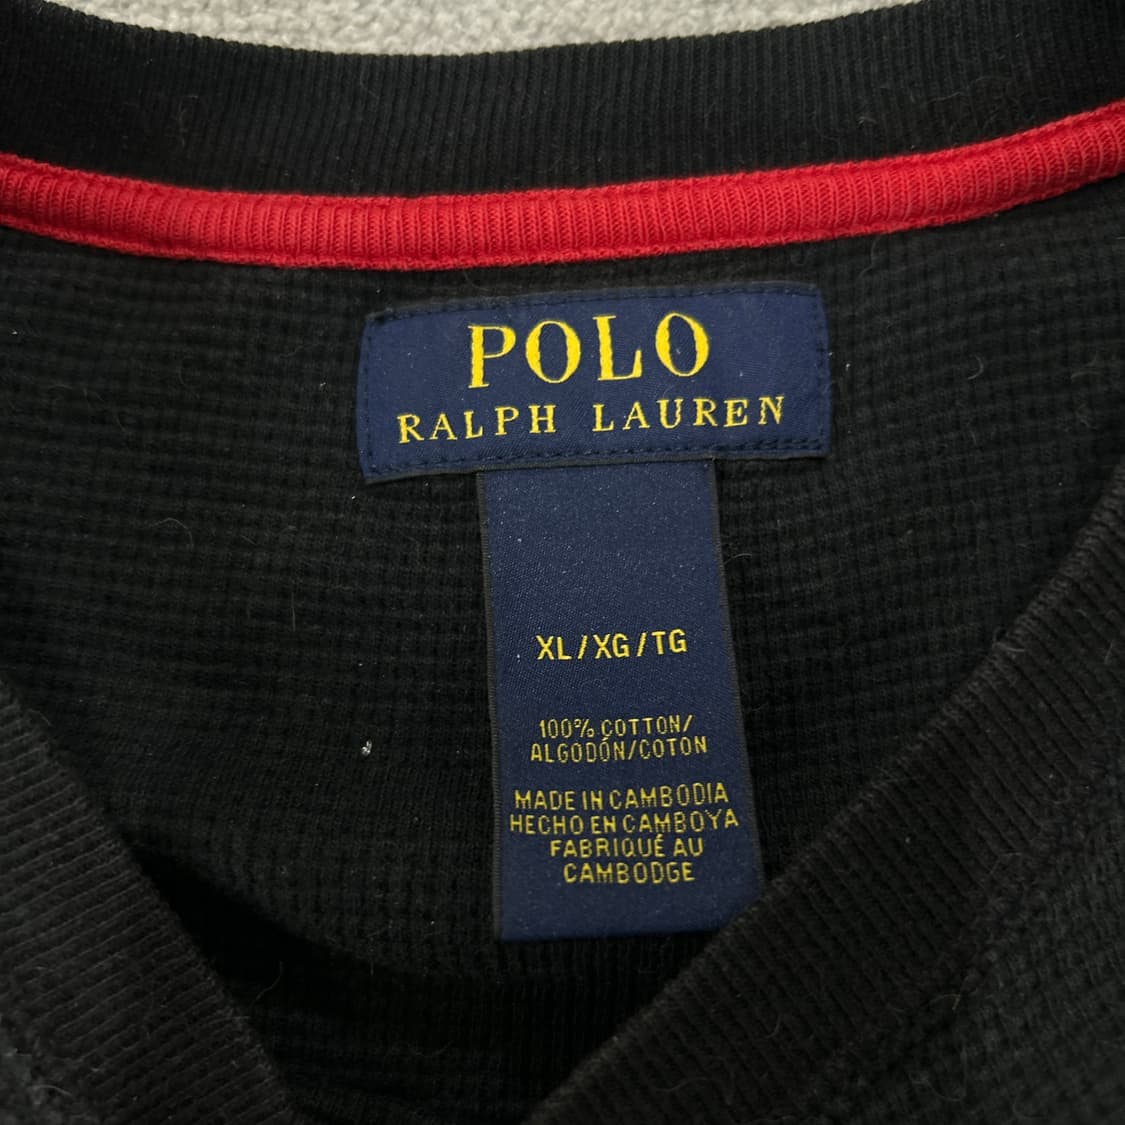 POLO
RALPH LAUREN
XL/XG/TG
100% COTTON/
ALGODÓN/COTON
MADE IN CAMBODIA
HECHO EN CAMBOYA
FABRIQUÉ AU
CAMBODGE